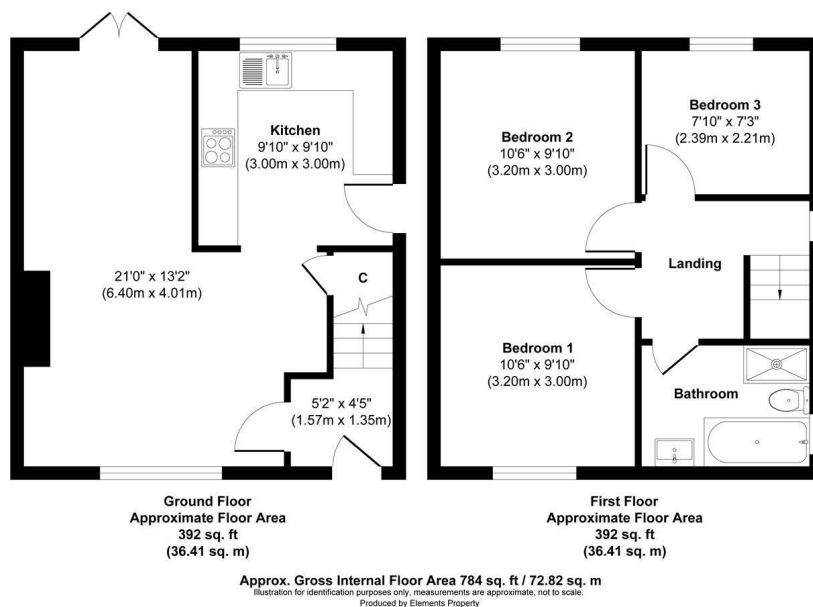 Kitchen
9'10" x 9'10"
(3.00m x 3.00m)
21'0" x 13'2"
(6.40m x 4.01m)
C
5'2" x 4'5"
(1.57m x 1.35m)
Ground Floor
Approximate Floor Area
392 sq. ft
(36.41 sq. m)
Bedroom 2
10'6" x 9'10"
(3.20m x 3.00m)
Bedroom 3
7'10" x 7'3"
(2.39m x 2.21m)
Landing
Bedroom 1
10'6" x 9'10"
(3.20m x 3.00m)
Bathroom
First Floor
Approximate Floor Area
392 sq. ft
(36.41 sq. m)
Approx. Gross Internal Floor Area 784 sq. ft / 72.82 sq. m
Illustration for identification purposes only, measurements are approximate, not to scale.
Produced by Elements Property